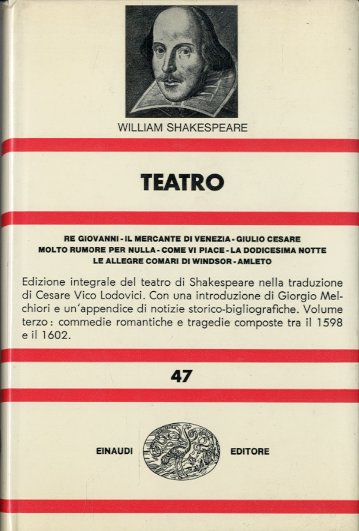 WILLIAM SHAKESPEARE
TEATRO
RE GIOVANNI - IL MERCANTE DI VENEZIA - GIULIO CESARE
MOLTO RUMORE PER NULLA - COME VI PIACE - LA DODICESIMA NOTTE
LE ALLEGRE COMARI DI WINDSOR - AMLETO
Edizione integrale del teatro di Shakespeare nella traduzione
di Cesare Vico Lodovici. Con una introduzione di Giorgio Mel-
chiori e un'appendice di notizie storico-bigliografiche. Volume
terzo: commedie romantiche e tragedie composte tra il 1598
e il 1602.
47
EINAUDI EDITORE